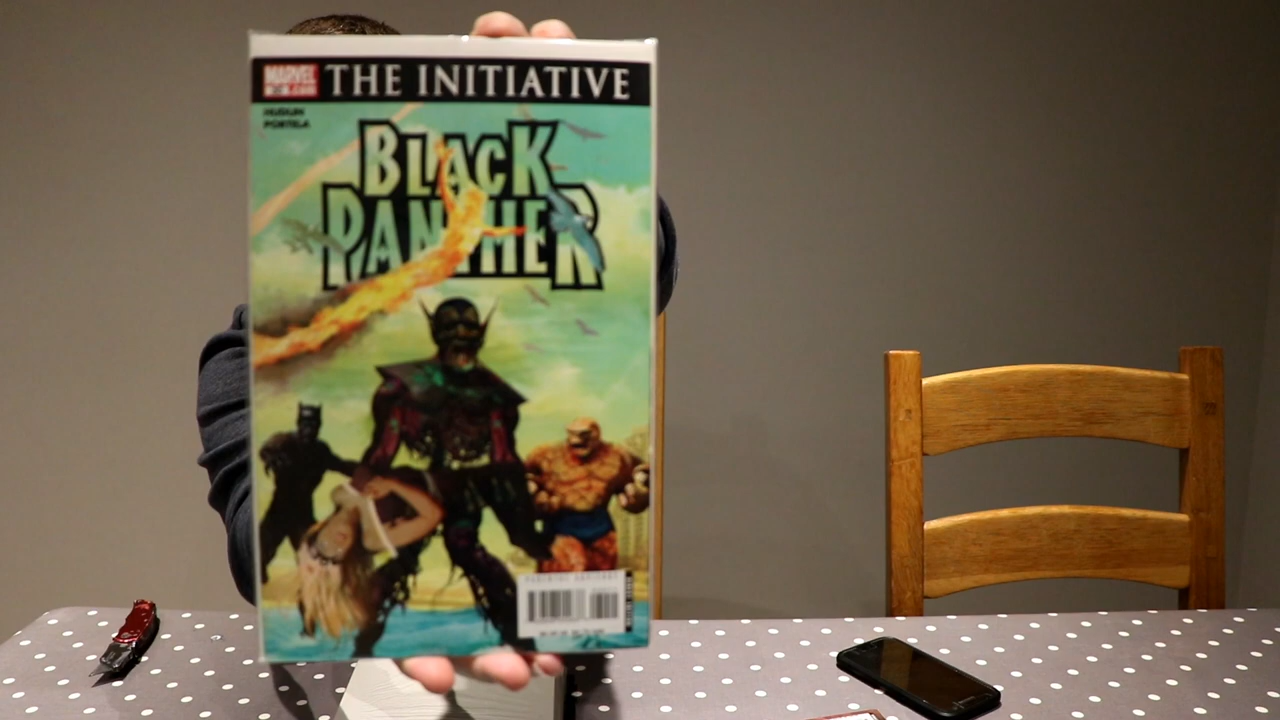 MARVEL
THE INITIATIVE
HUDLIN
PORTELA
BLACK
PANTHER